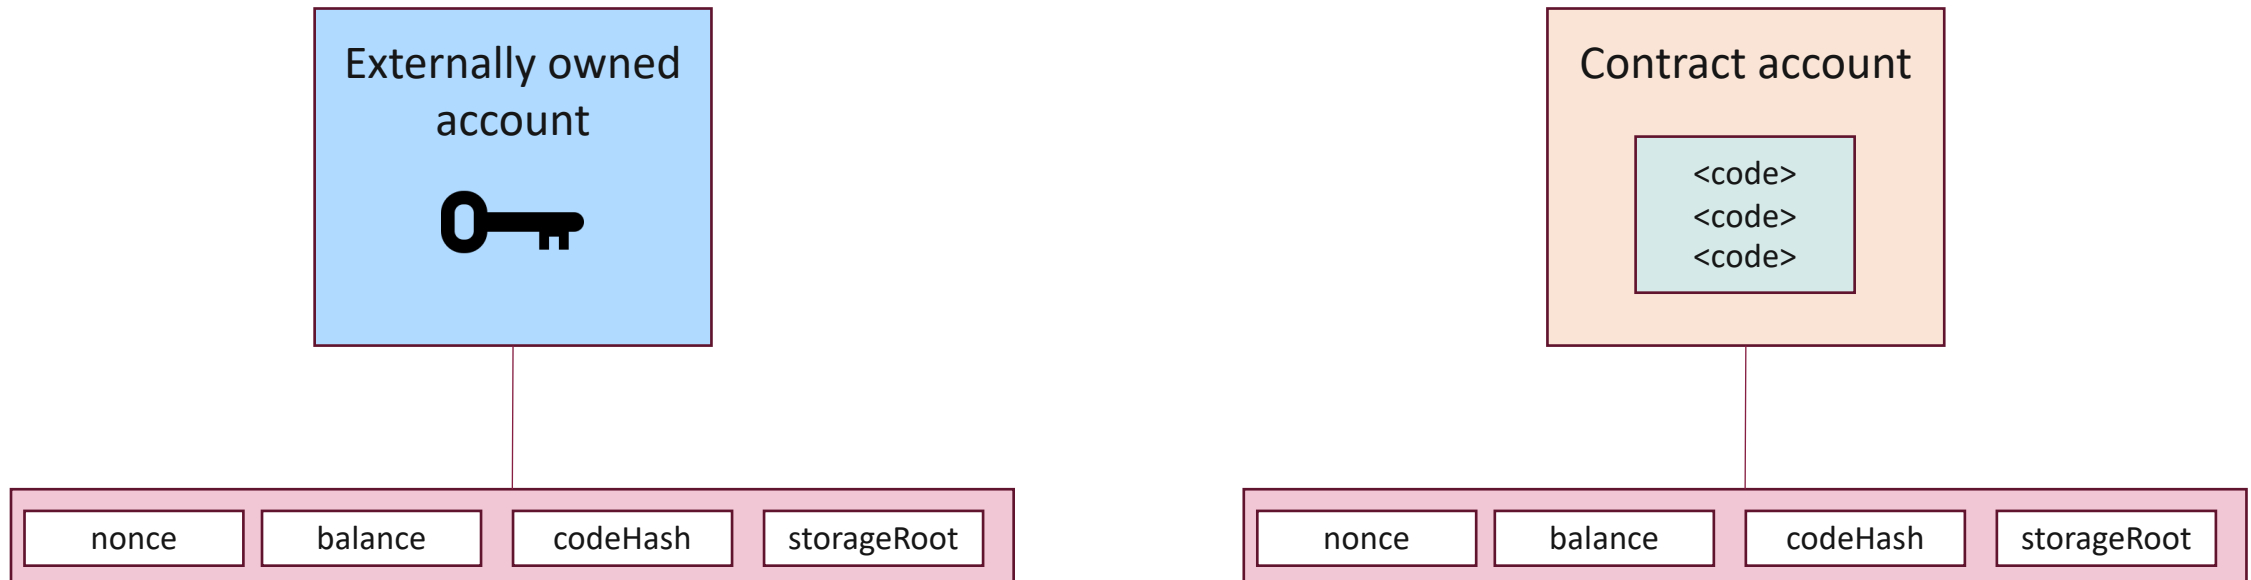 Externally owned
account
Contract account
<code>
<code>
<code>
nonce
balance
codeHash
storageRoot
nonce
balance
codeHash
storageRoot